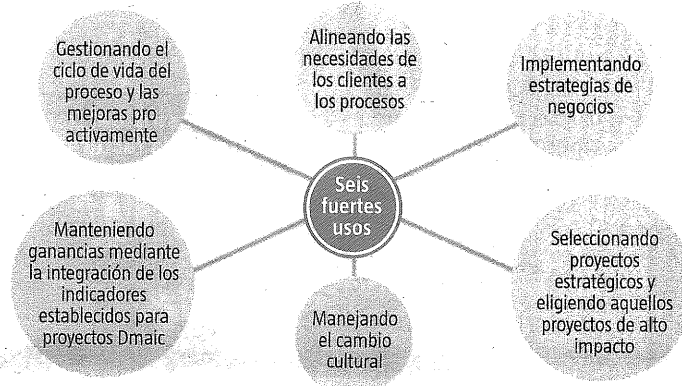 Gestionando el
ciclo de vida del
proceso y las
mejoras pro
activamente
Alineando las
necesidades de
los clientes a
los procesos
Implementando
estrategias de
negocios
Seis
fuertes
usos
Manteniendo
ganancias mediante
la integración de los
indicadores
establecidos para
proyectos Dmaic
Manejando
el cambio
cultural
Seleccionando
proyectos
estratégicos y
eligiendo aquellos
proyectos de alto
impacto